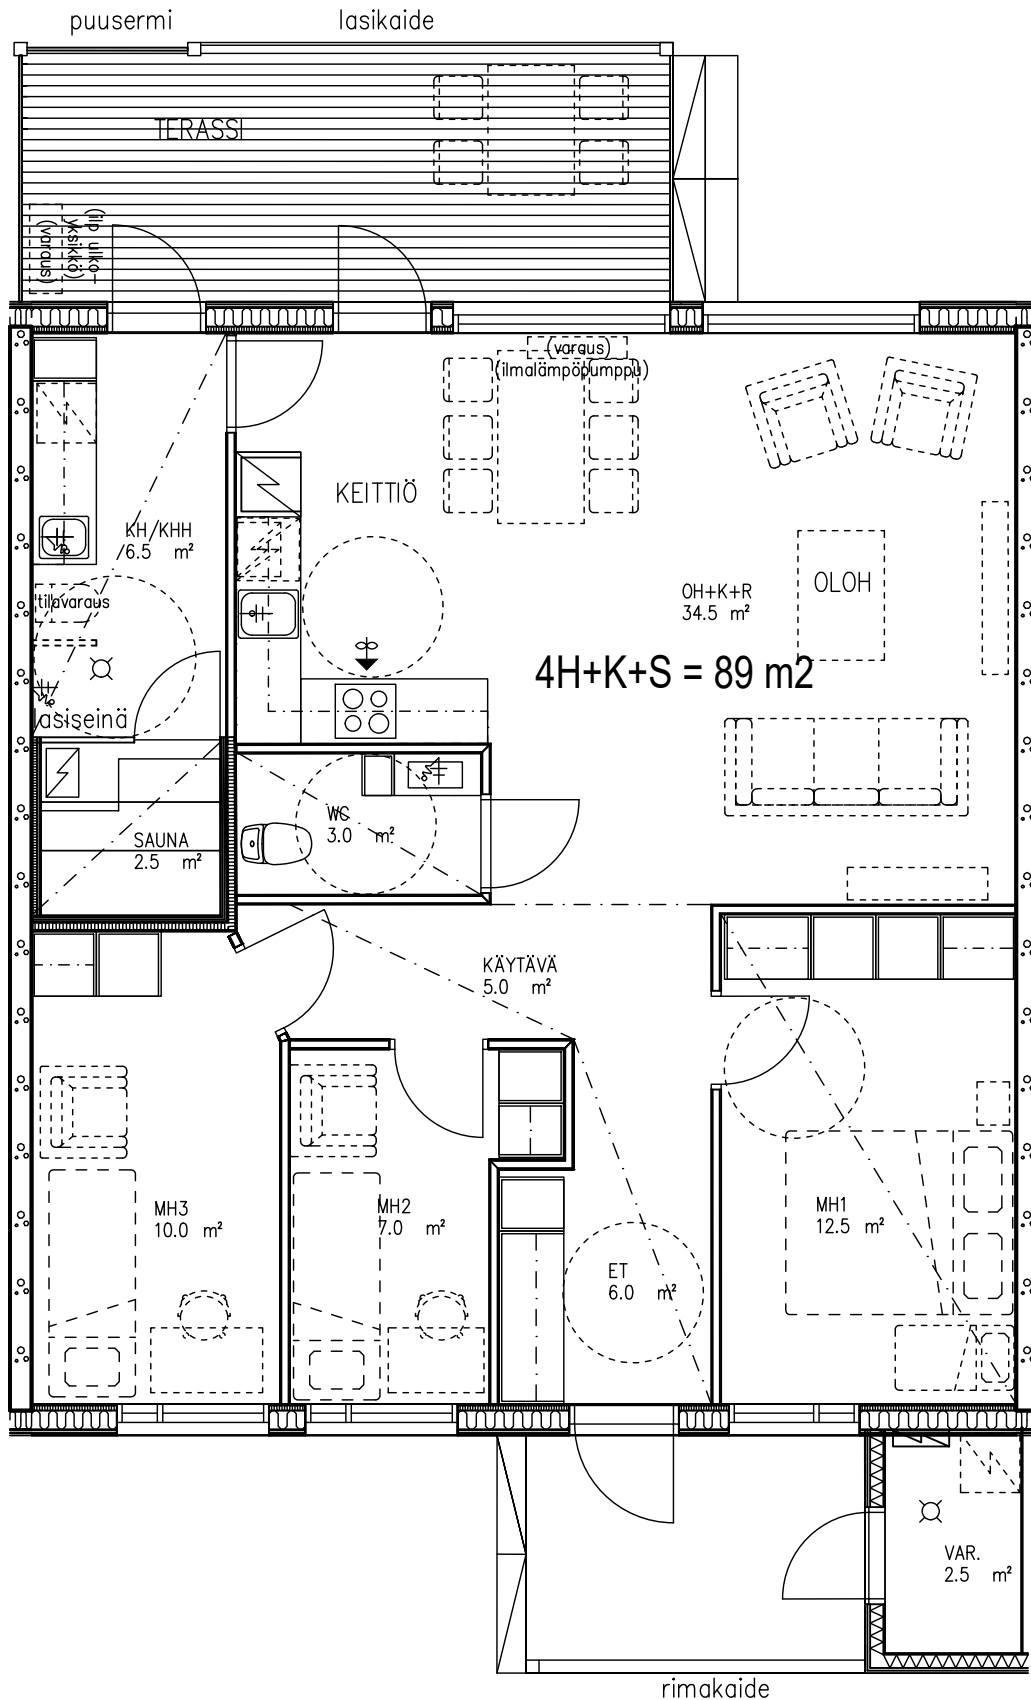 puusermi
lasikaide
TERASSI
(ilp ulko-
yksikkö)
(varaus)
(varaus)
(ilmalämpöpumppu)
KEITTIÖ
KH/KHH
6.5 m²
tilavaraus
OH+K+R
34.5 m²
OLOH
4H+K+S = 89 m2
asiseinä
WC
3.0 m²
SAUNA
2.5 m²
KÄYTÄVÄ
5.0 m²
MH3
10.0 m²
MH2
7.0 m²
MH1
12.5 m²
ET
6.0 m²
VAR.
2.5 m²
rimakaide